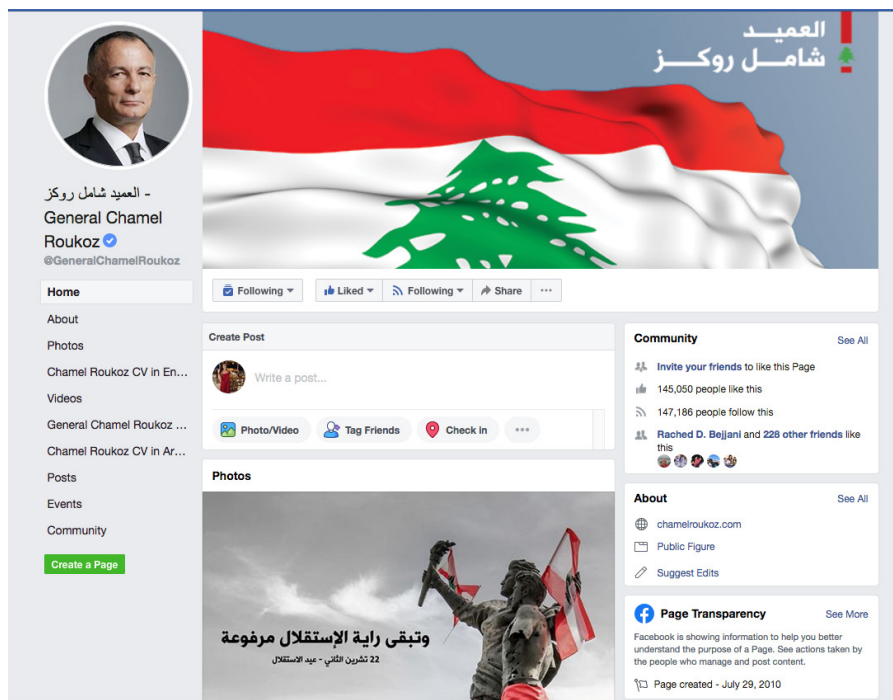 العميــد
شامــل روكــز
العميد شامل روكز -
General Chamel
Roukoz
@GeneralChamelRoukoz
Home
About
Photos
Chamel Roukoz CV in En...
Videos
General Chamel Roukoz ...
Chamel Roukoz CV in Ar...
Posts
Events
Community
Create a Page
Following
Liked
Following
Share
Create Post
Write a post...
Photo/Video
Tag Friends
Check in
Photos
وتبقى راية الإستقلال مرفوعة
22 تشرين الثاني - عيد الاستقلال
Community
See All
Invite your friends to like this Page
145,050 people like this
147,186 people follow this
Rached D. Bejjani and 228 other friends like
this
About
See All
chamelroukoz.com
Public Figure
Suggest Edits
Page Transparency
See More
Facebook is showing information to help you better
understand the purpose of a Page. See actions taken by
the people who manage and post content.
Page created - July 29, 2010